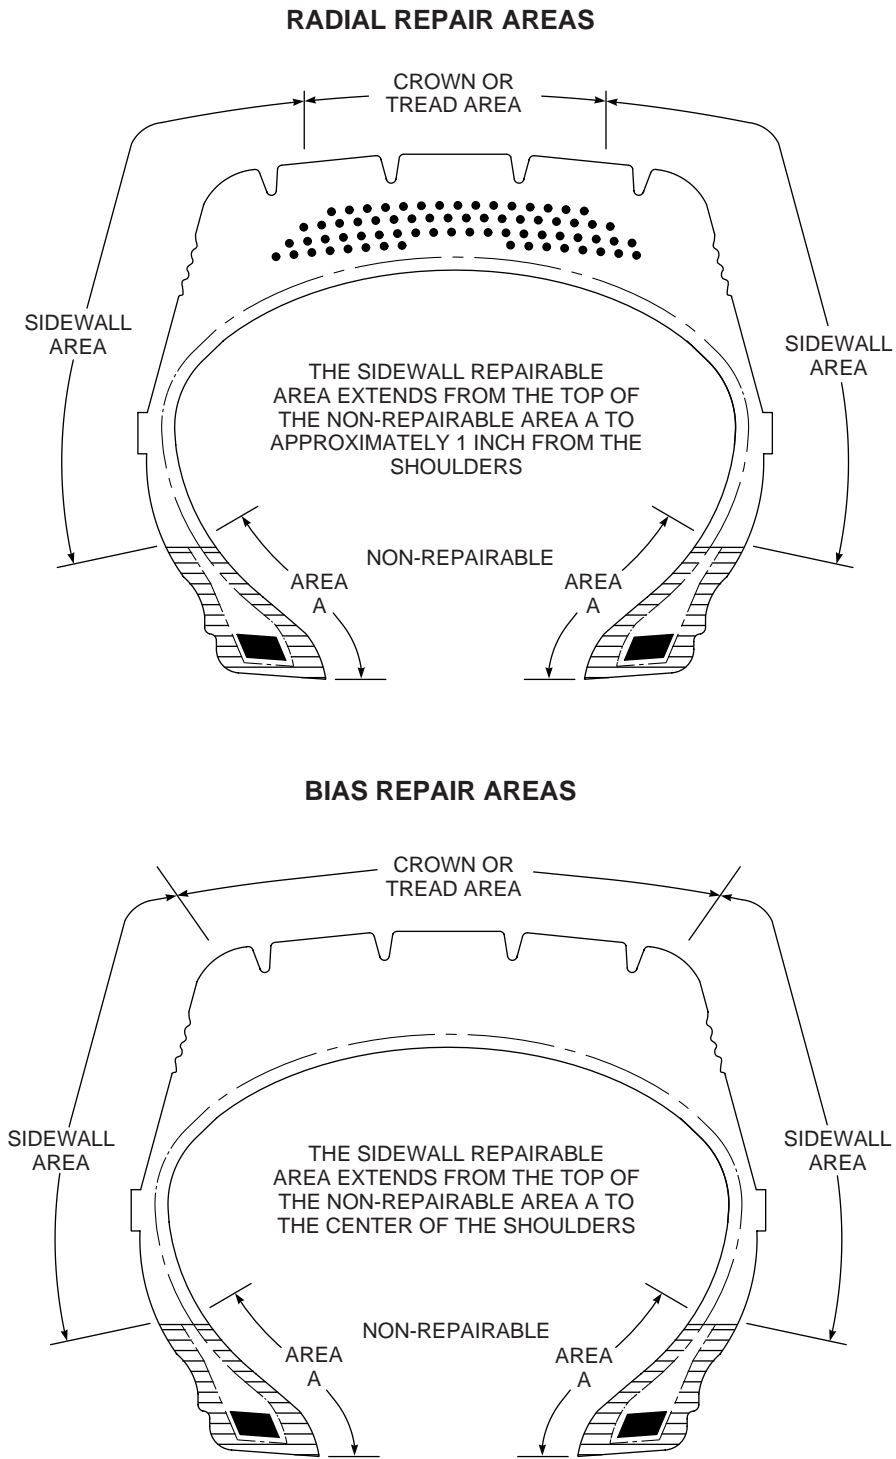 RADIAL REPAIR AREAS
CROWN OR
TREAD AREA
SIDEWALL
AREA
SIDEWALL
AREA
THE SIDEWALL REPAIRABLE
AREA EXTENDS FROM THE TOP OF
THE NON-REPAIRABLE AREA A TO
APPROXIMATELY 1 INCH FROM THE
SHOULDERS
NON-REPAIRABLE
AREA
A
AREA
A
BIAS REPAIR AREAS
CROWN OR
TREAD AREA
SIDEWALL
AREA
SIDEWALL
AREA
THE SIDEWALL REPAIRABLE
AREA EXTENDS FROM THE TOP OF
THE NON-REPAIRABLE AREA A TO
THE CENTER OF THE SHOULDERS
NON-REPAIRABLE
AREA
A
AREA
A